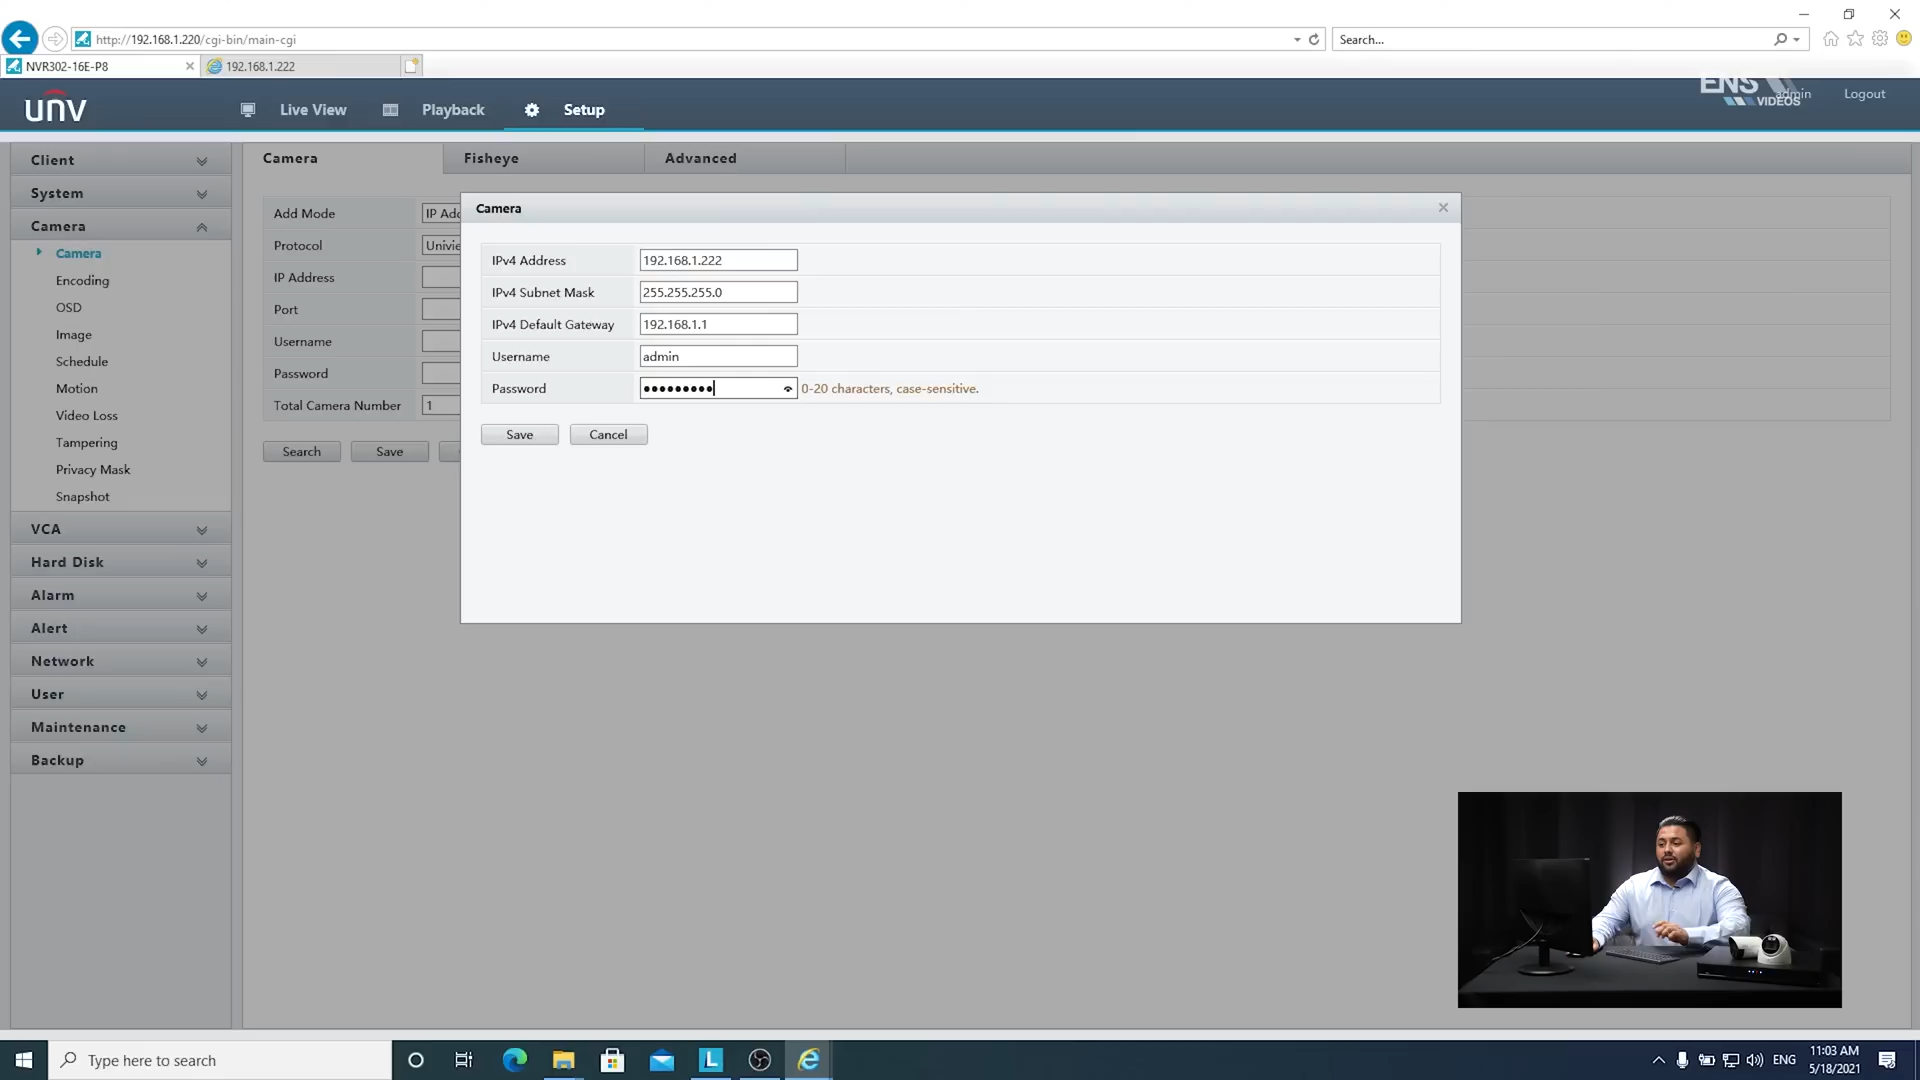 http://192.168.1.220/cgi-bin/main-cgi
Search...
NVR302-16E-P8
192.168.1.222
unv
Live View
Playback
Setup
ENS
VIDEOS
admin
Logout
Client
System
Camera
Camera
Encoding
OSD
Image
Schedule
Motion
Video Loss
Tampering
Privacy Mask
Snapshot
VCA
Hard Disk
Alarm
Alert
Network
User
Maintenance
Backup
Camera
Fisheye
Advanced
Add Mode
IP Add
Protocol
Univie
IP Address
Port
Username
Password
Total Camera Number
1
Search
Save
Camera
IPv4 Address
192.168.1.222
IPv4 Subnet Mask
255.255.255.0
IPv4 Default Gateway
192.168.1.1
Username
admin
Password
●●●●●●●●●
0-20 characters, case-sensitive.
Save
Cancel
Type here to search
L
ENG
11:03 AM
5/18/2021